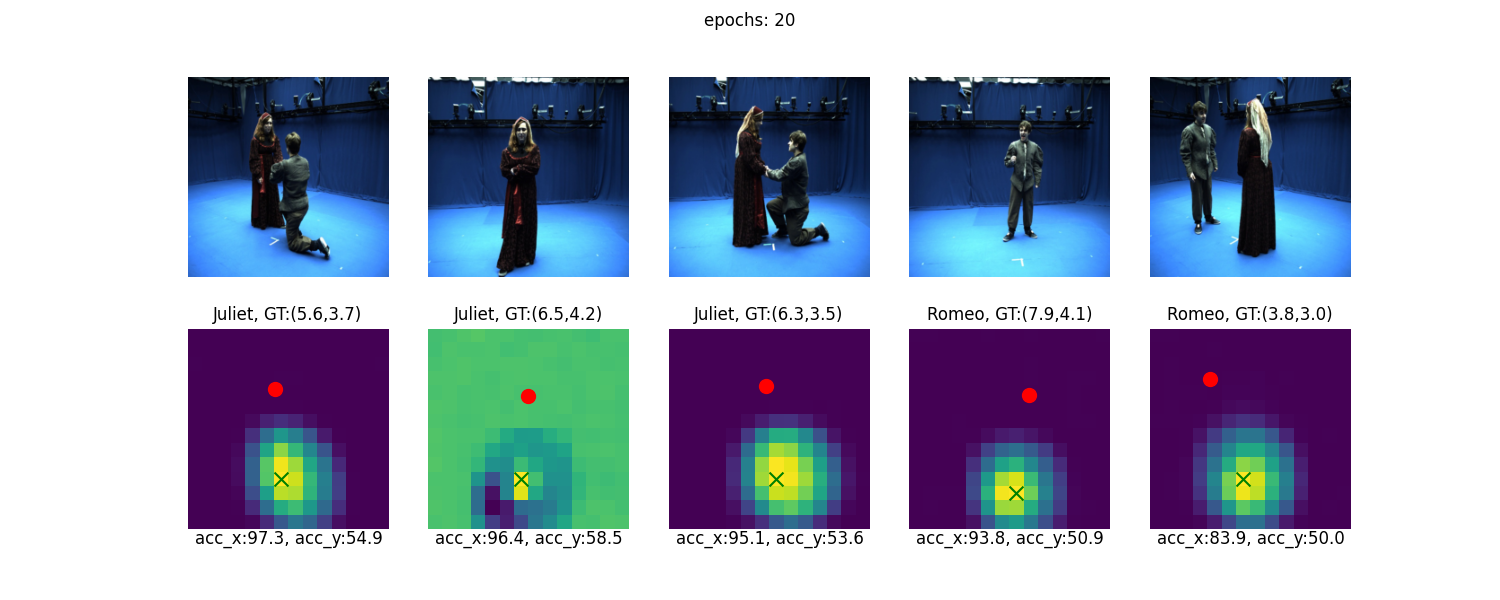 epochs: 20
Juliet, GT:(5.6,3.7)
Juliet, GT:(6.5,4.2)
Juliet, GT:(6.3,3.5)
Romeo, GT:(7.9,4.1)
Romeo, GT:(3.8,3.0)
acc_x:97.3, acc_y:54.9
acc_x:96.4, acc_y:58.5
acc_x:95.1, acc_y:53.6
acc_x:93.8, acc_y:50.9
acc_x:83.9, acc_y:50.0